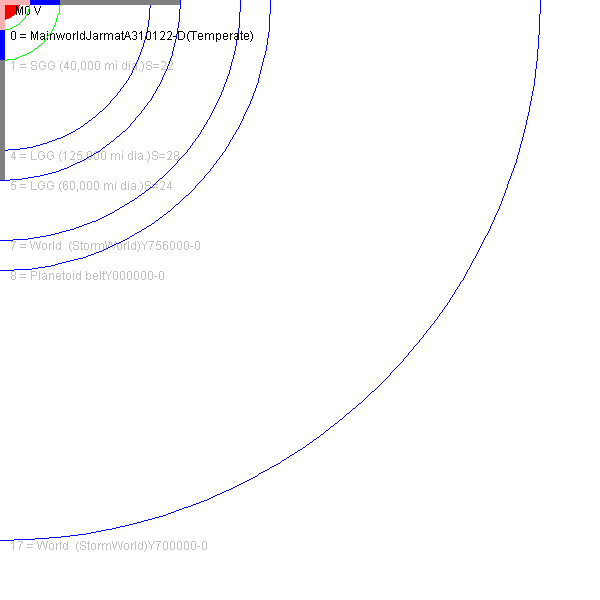 M0 V
0 = MainworldJarmatA310122-D(Temperate)
1 = SGG (40,000 mi dia.)S=22
4 = LGG (125,000 mi dia.)S=28
5 = LGG (60,000 mi dia.)S=24
7 = World  (StormWorld)Y756000-0
8 = Planetoid beltY000000-0
17 = World  (StormWorld)Y700000-0